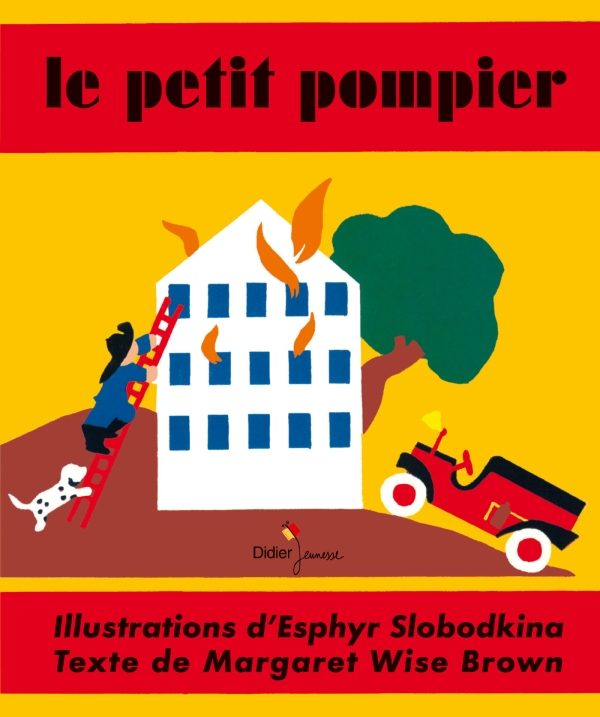 le petit pompier
Didier Jeunesse
Illustrations d'Esphyr Slobodkina
Texte de Margaret Wise Brown